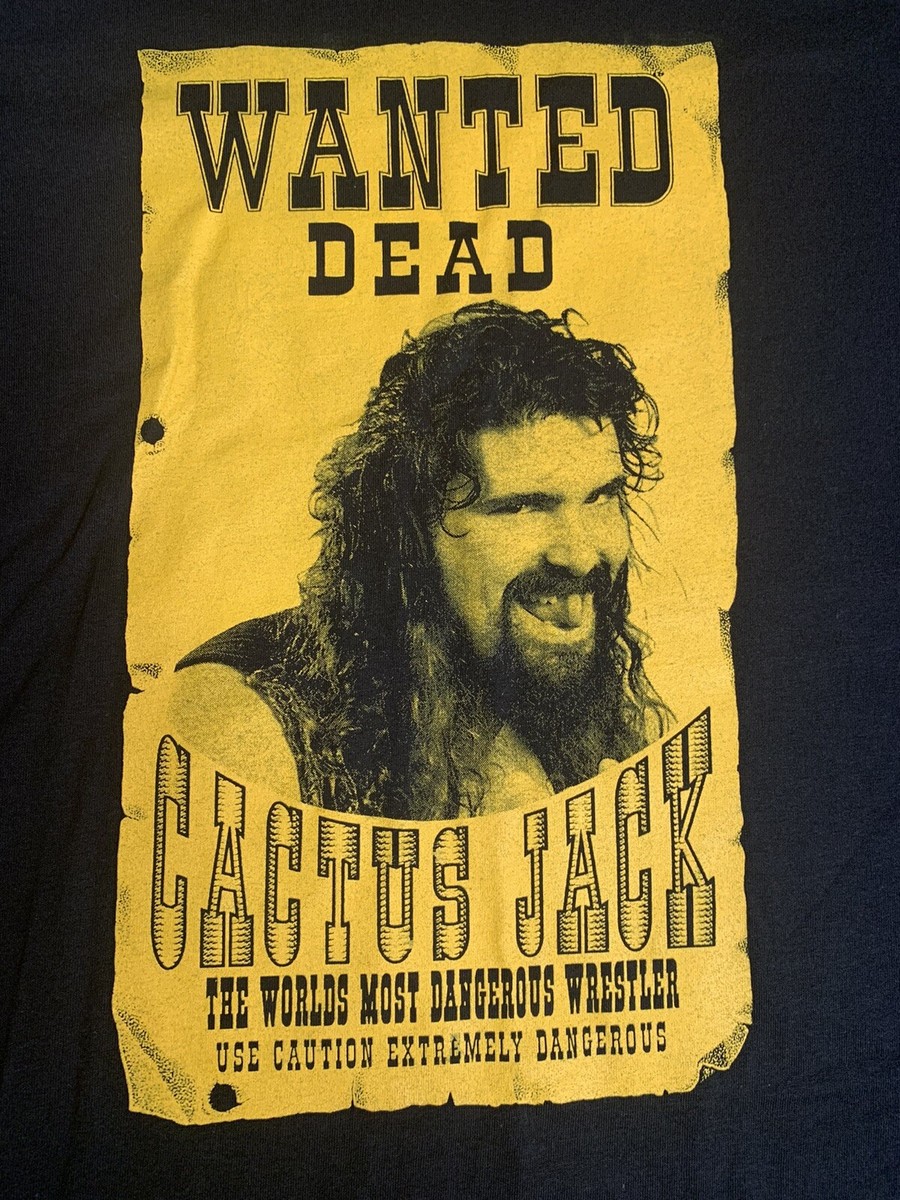 WANTED
DEAD
CACTUS JACK
THE WORLDS MOST DANGEROUS WRESTLER
USE CAUTION EXTREMELY DANGEROUS